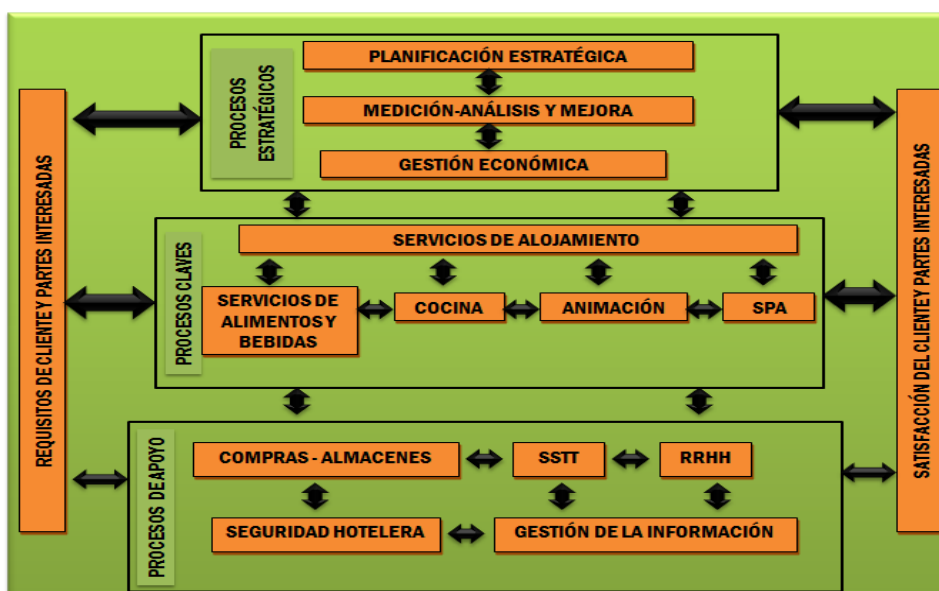 REQUISITOS DE CLIENTE Y PARTES INTERESADAS
PROCESOS
ESTRATÉGICOS
PLANIFICACIÓN ESTRATÉGICA
MEDICIÓN-ANÁLISIS Y MEJORA
GESTIÓN ECONÓMICA
PROCESOS CLAVES
SERVICIOS DE ALOJAMIENTO
SERVICIOS DE
ALIMENTOS Y
BEBIDAS
COCINA
ANIMACIÓN
SPA
PROCESOS DE APOYO
COMPRAS - ALMACENES
SSTT
RRHH
SEGURIDAD HOTELERA
GESTIÓN DE LA INFORMACIÓN
SATISFACCIÓN DEL CLIENTE Y PARTES INTERESADAS